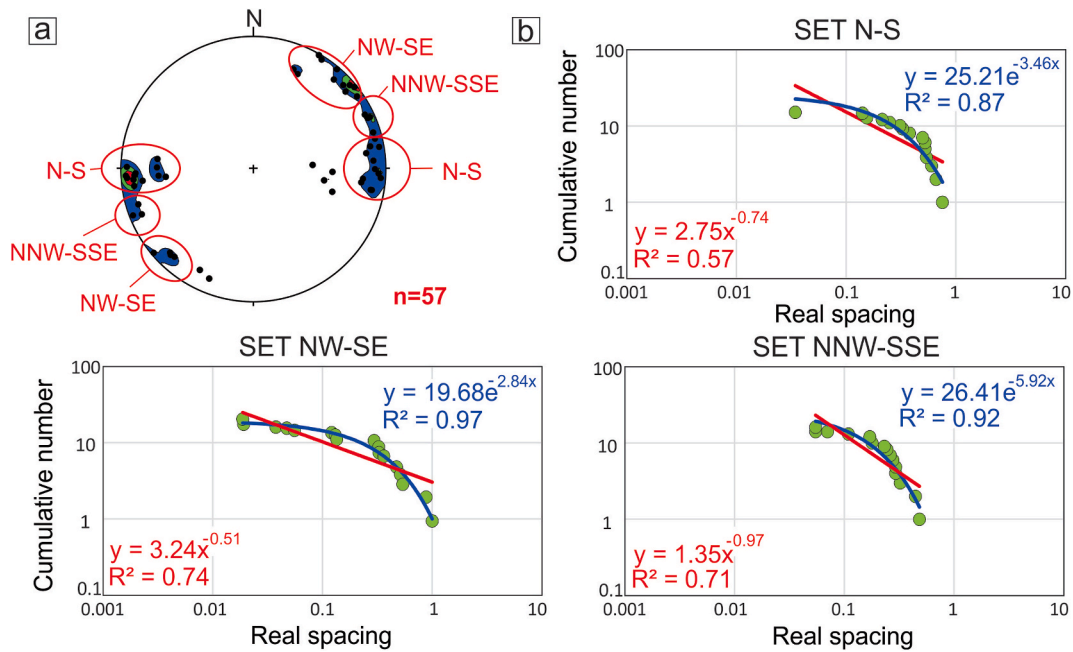 a
N
NW-SE
NNW-SSE
N-S
N-S
NNW-SSE
NW-SE
n=57
b
SET N-S
Cumulative number
100
10
1
0.1
y = 25.21e^-3.46x
R² = 0.87
y = 2.75x^-0.74
R² = 0.57
0.001
0.01
0.1
1
10
Real spacing
SET NW-SE
Cumulative number
100
10
1
0.1
y = 19.68e^-2.84x
R² = 0.97
y = 3.24x^-0.51
R² = 0.74
0.001
0.01
0.1
1
10
Real spacing
SET NNW-SSE
100
10
1
0.1
y = 26.41e^-5.92x
R² = 0.92
y = 1.35x^-0.97
R² = 0.71
0.001
0.01
0.1
1
10
Real spacing